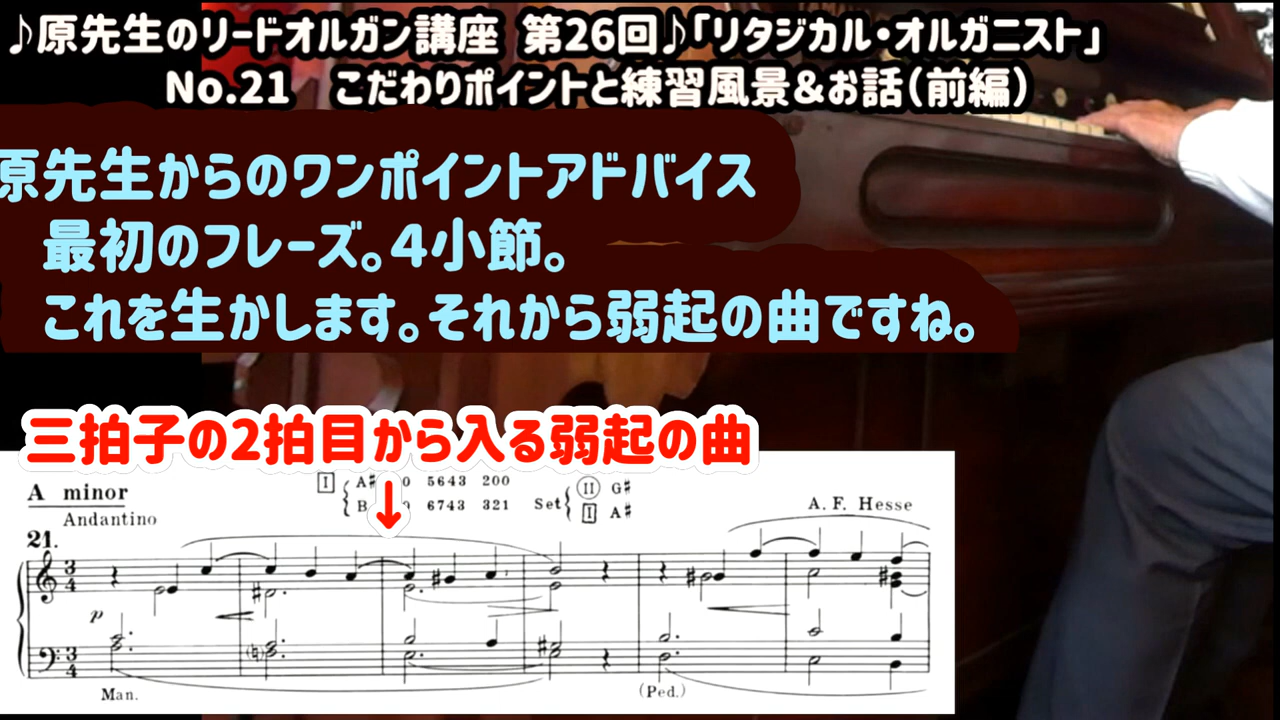 ♪原先生のリードオルガン講座 第26回♪「リタジカル・オルガニスト」
No.21 こだわりポイントと練習風景&お話(前編)
原先生からのワンポイントアドバイス
最初のフレーズ。4小節。
これを生かします。それから弱起の曲ですね。
三拍子の2拍目から入る弱起の曲
A minor
Andantino
I A♯ 0 5643 200
B 6743 321
Set II G♯
I A♯
A. F. Hesse
21.
3 4
p
3 4
Man.
(Ped.)